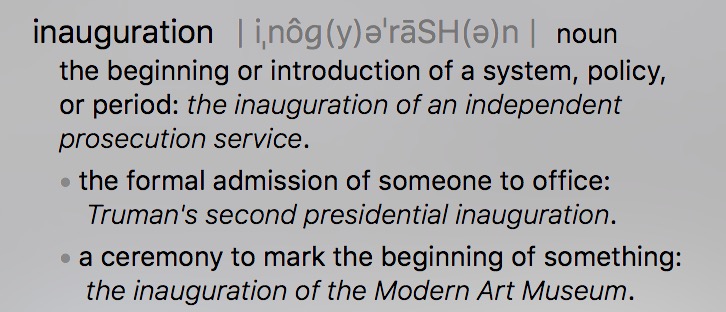 inauguration | iˌnôɡ(y)əˈrāSH(ə)n | noun
the beginning or introduction of a system, policy,
or period: the inauguration of an independent
prosecution service.
• the formal admission of someone to office:
Truman's second presidential inauguration.
• a ceremony to mark the beginning of something:
the inauguration of the Modern Art Museum.